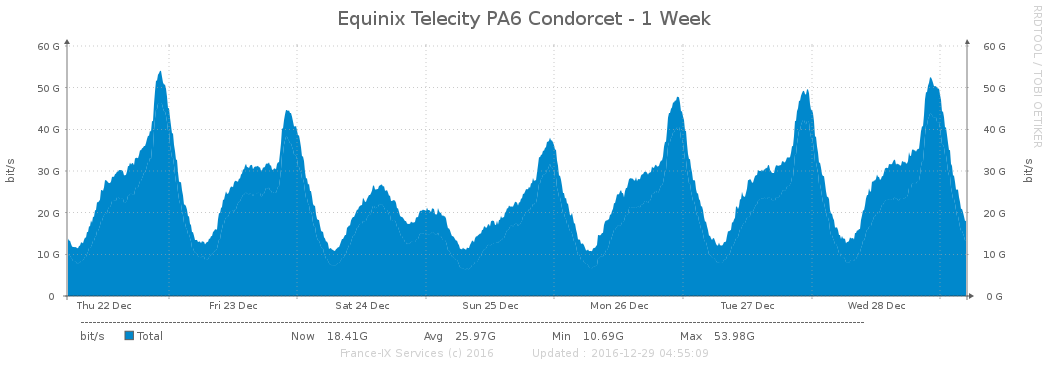 Equinix Telecity PA6 Condorcet - 1 Week
RRDTOOL / TOBI OETIKER
60 G 60 G
50 G 50 G
40 G 40 G
30 G 30 G
20 G 20 G
10 G 10 G
0 0 G
bit/s bit/s
Thu 22 Dec Fri 23 Dec Sat 24 Dec Sun 25 Dec Mon 26 Dec Tue 27 Dec Wed 28 Dec
bit/s Total Now 18.41G Avg 25.97G Min 10.69G Max 53.98G
France-IX Services (c) 2016 Updated : 2016-12-29 04:55:09